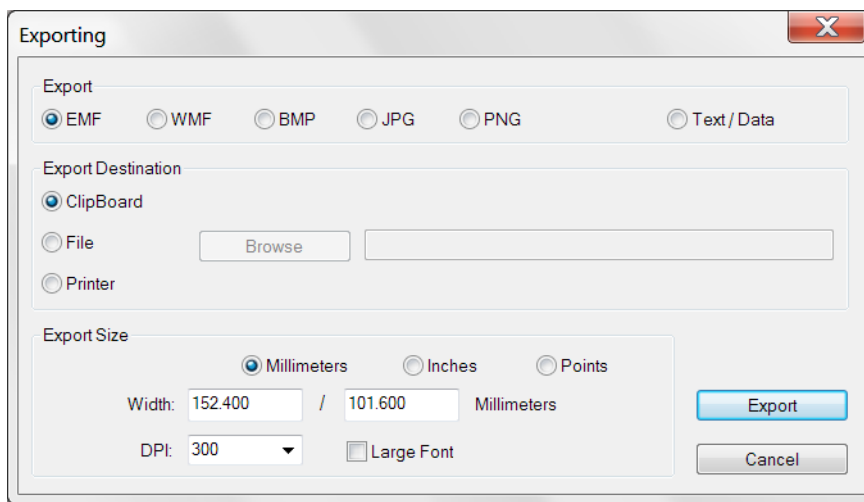 Exporting
Export
EMF WMF BMP JPG PNG Text / Data
Export Destination
ClipBoard
File Browse
Printer
Export Size
Millimeters Inches Points
Width: 152.400 / 101.600 Millimeters Export
DPI: 300 Large Font Cancel